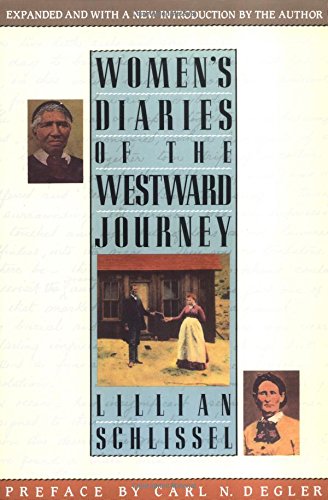 EXPANDED AND WITH A NEW INTRODUCTION BY THE AUTHOR
WOMEN'S
DIARIES
OF THE
WESTWARD
JOURNEY
LILLIAN
SCHLISSEL
PREFACE BY CARL N. DEGLER